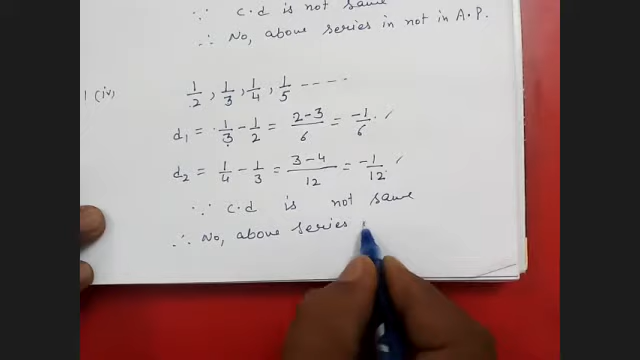 ∵ c.d is not same
∴ No, above series in not in A.P.
1 (iv) 1/2, 1/3, 1/4, 1/5 -----
d₁ = 1/3 - 1/2 = 2-3/6 = -1/6 ✓
d₂ = 1/4 - 1/3 = 3-4/12 = -1/12 ✓
∵ c.d is not same
∴ No, above series